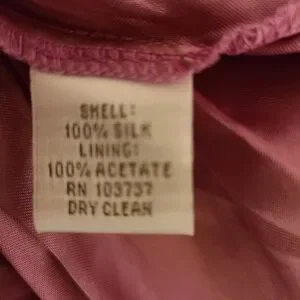 SHELL:
100% SILK
LINING:
100% ACETATE
RN 103737
DRY CLEAN